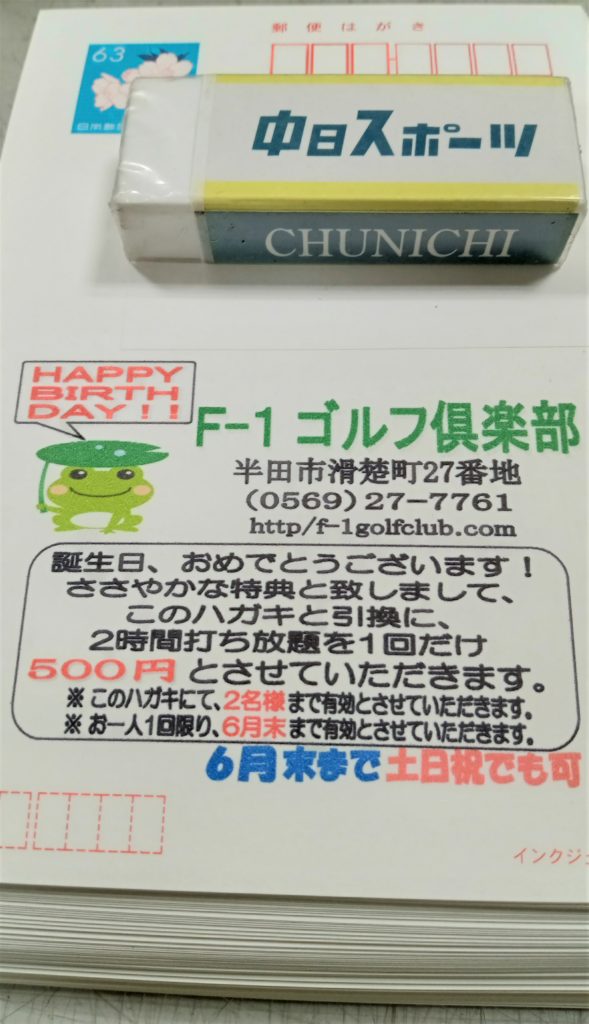 郵便はがき
63
日本郵
中日スポーツ
CHUNICHI
HAPPY
BIRTH
DAY!!
F-1 ゴルフ倶楽部
半田市滑楚町27番地
(0569)27-7761
http/f-1golfclub.com
誕生日、おめでとうございます!
ささやかな特典と致しまして、
このハガキと引換に、
2時間打ち放題を1回だけ
500円とさせていただきます。
※このハガキにて、2名様まで有効とさせていただきます。
※お一人1回限り、6月末まで有効とさせていただきます。
6月末まで土日祝でも可
インクジ